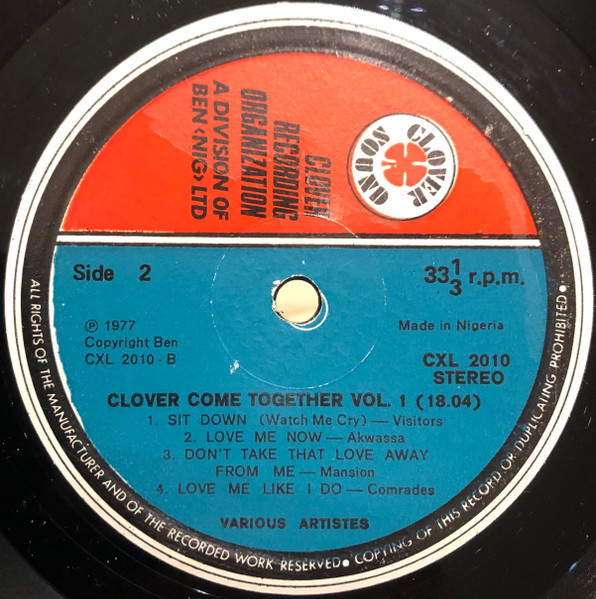 CLOVER
RECORDING
ORGANIZATION
A DIVISION OF
BEN <NIG> LTD
CLOVER SOUND
Side 2
33 1/3 r.p.m.
℗ 1977
Copyright Ben
CXL 2010 - B
Made in Nigeria
CXL 2010
STEREO
CLOVER COME TOGETHER VOL. 1 (18.04)
1. SIT DOWN (Watch Me Cry) — Visitors
2. LOVE ME NOW — Akwassa
3. DON'T TAKE THAT LOVE AWAY
FROM ME — Mansion
4. LOVE ME LIKE I DO — Comrades
VARIOUS ARTISTES
ALL RIGHTS OF THE MANUFACTURER AND OF THE RECORDED WORK RESERVED. COPYING OF THIS RECORD OR DUPLICATING PROHIBITED.